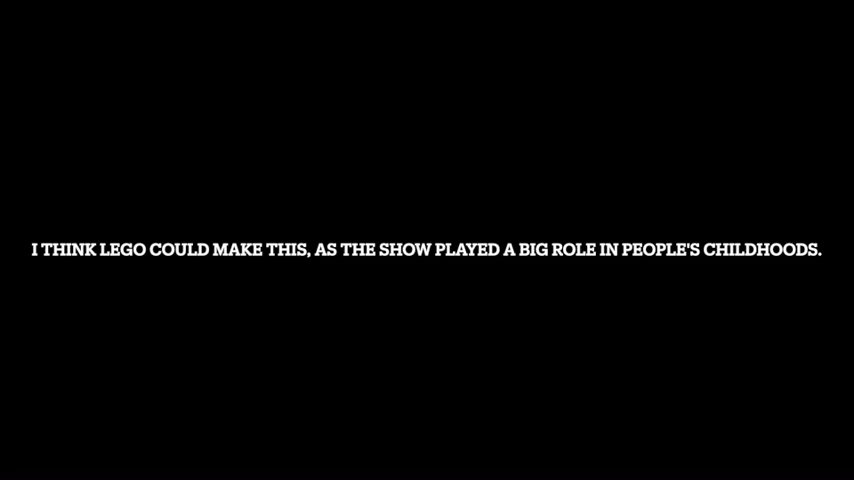 I THINK LEGO COULD MAKE THIS, AS THE SHOW PLAYED A BIG ROLE IN PEOPLE'S CHILDHOODS.